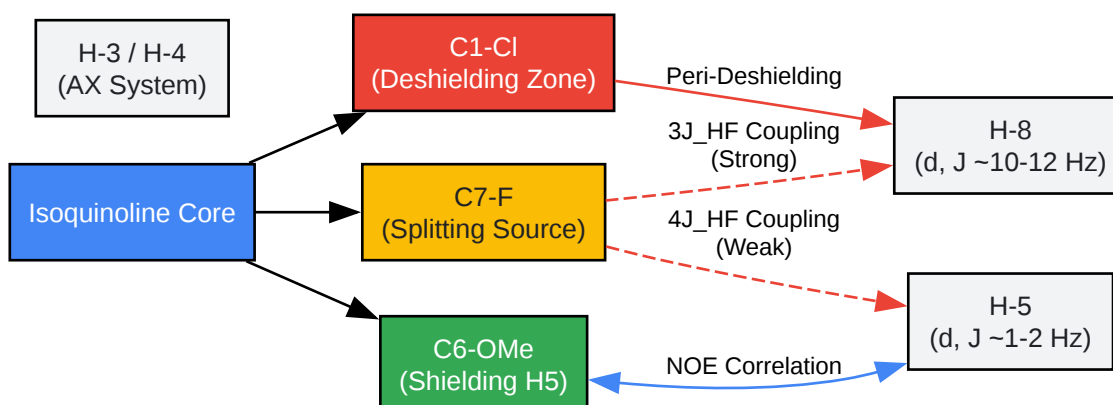 H-3 / H-4
(AX System)
Isoquinoline Core
C1-Cl
(Deshielding Zone)
C7-F
(Splitting Source)
C6-OMe
(Shielding H5)
Peri-Deshielding
3J_HF Coupling
(Strong)
4J_HF Coupling
(Weak)
NOE Correlation
H-8
(d, J ~10-12 Hz)
H-5
(d, J ~1-2 Hz)